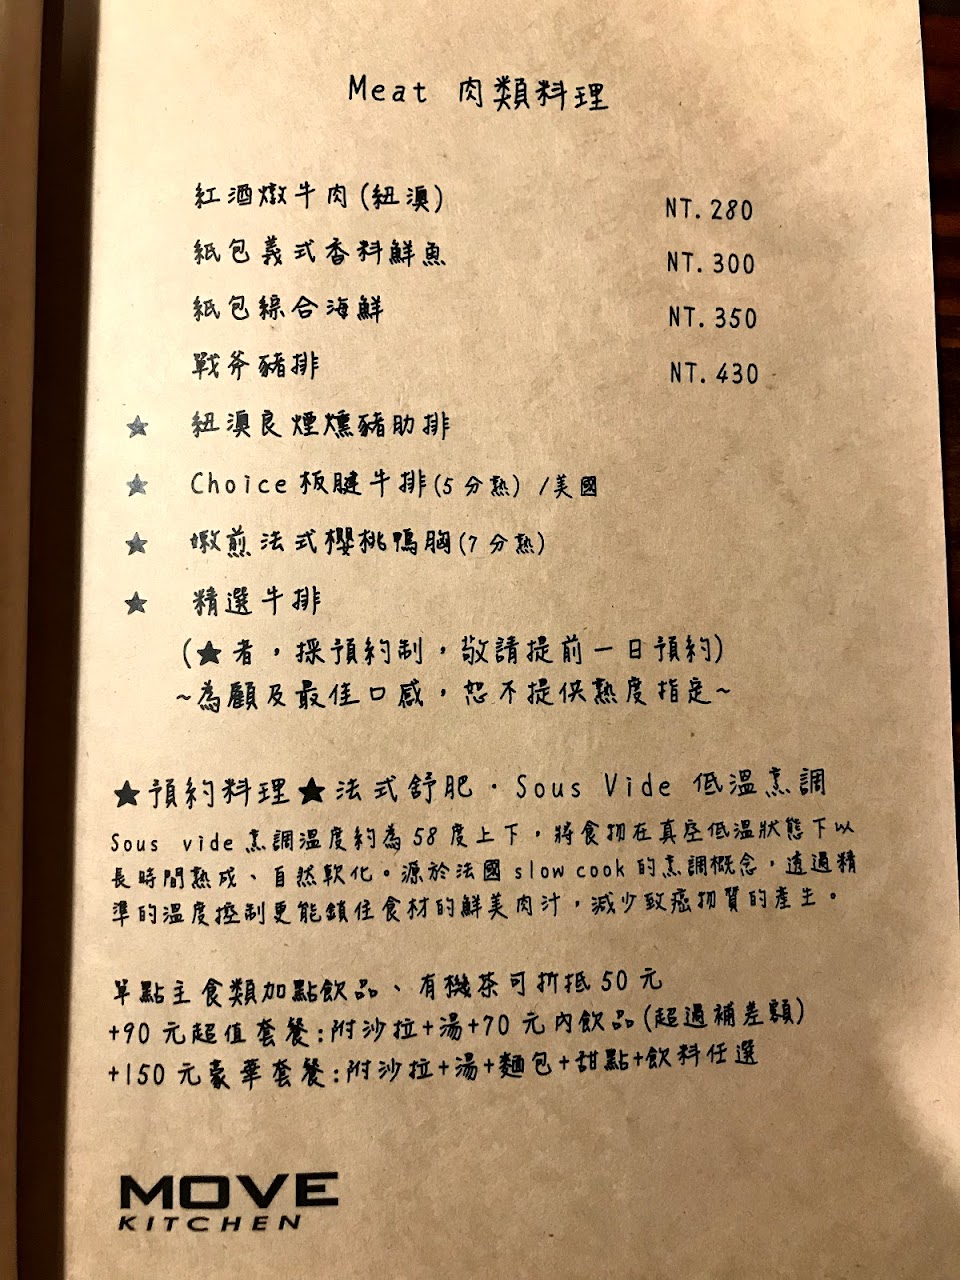 Meat 肉類料理
紅酒燉牛肉(紐澳) NT.280
紙包義式香料鮮魚 NT.300
紙包綜合海鮮 NT.350
戰斧豬排 NT.430
★ 紐澳良煙燻豬肋排
★ Choice 板腱牛排(5分熟) /美國
★ 嫩煎法式櫻桃鴨胸(7分熟)
★ 精選牛排
(★者，採預約制，敬請提前一日預約)
~為顧及最佳口感，恕不提供熟度指定~
★預約料理★法式舒肥·Sous Vide 低溫烹調
Sous vide 烹調溫度約為58度上下，將食物在真空低溫狀態下以
長時間熟成、自然軟化。源於法國 slow cook 的烹調概念，透過精
準的溫度控制更能鎖住食材的鮮美肉汁，減少致癌物質的產生。
單點主食類加點飲品、有機茶可折抵50元
+90元超值套餐:附沙拉+湯+70元內飲品(超過補差額)
+150元豪華套餐:附沙拉+湯+麵包+甜點+飲料任選
MOVE
KITCHEN